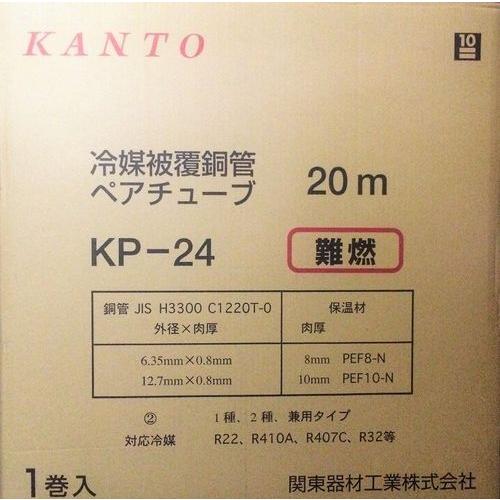 KANTO
10
冷媒被覆銅管
ペアチューブ 20m
KP-24 難燃
銅管 JIS H3300 C1220T-0 保温材
外径×肉厚 肉厚
6.35mm×0.8mm 8mm PEF8-N
12.7mm×0.8mm 10mm PEF10-N
② 1種、2種、兼用タイプ
対応冷媒 R22、R410A、R407C、R32等
1巻入 関東器材工業株式会社